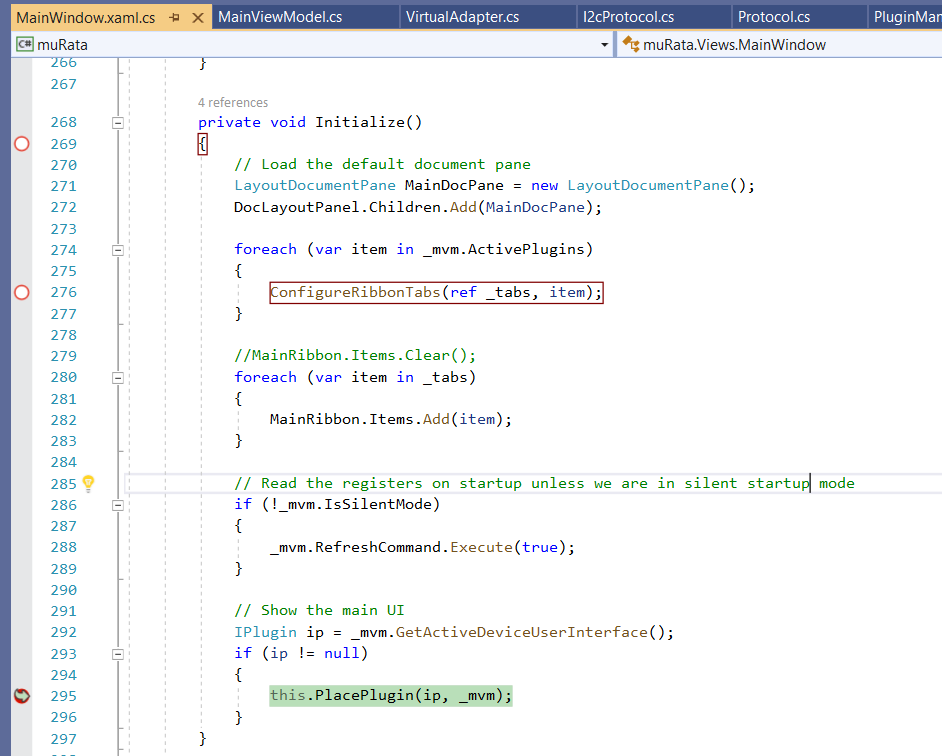 MainWindow.xaml.cs MainViewModel.cs VirtualAdapter.cs I2cProtocol.cs Protocol.cs PluginMan
C# muRata muRata.Views.MainWindow
266 }
267
4 references
268 private void Initialize()
269 {
270 // Load the default document pane
271 LayoutDocumentPane MainDocPane = new LayoutDocumentPane();
272 DocLayoutPanel.Children.Add(MainDocPane);
273
274 foreach (var item in _mvm.ActivePlugins)
275 {
276 ConfigureRibbonTabs(ref _tabs, item);
277 }
278
279 //MainRibbon.Items.Clear();
280 foreach (var item in _tabs)
281 {
282 MainRibbon.Items.Add(item);
283 }
284
285 // Read the registers on startup unless we are in silent startup mode
286 if (!_mvm.IsSilentMode)
287 {
288 _mvm.RefreshCommand.Execute(true);
289 }
290
291 // Show the main UI
292 IPlugin ip = _mvm.GetActiveDeviceUserInterface();
293 if (ip != null)
294 {
295 this.PlacePlugin(ip, _mvm);
296 }
297 }